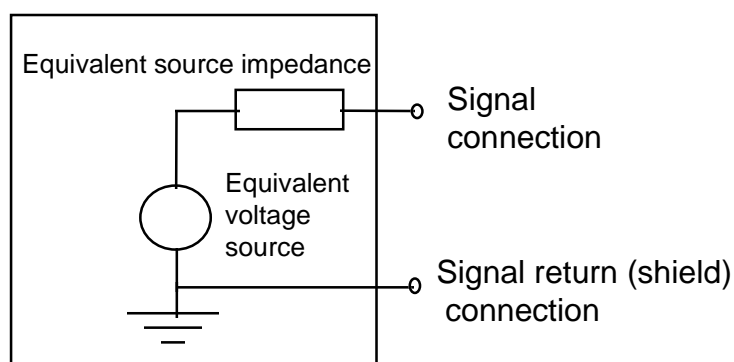 Equivalent source impedance
Signal
connection
Equivalent
voltage
source
Signal return (shield)
connection